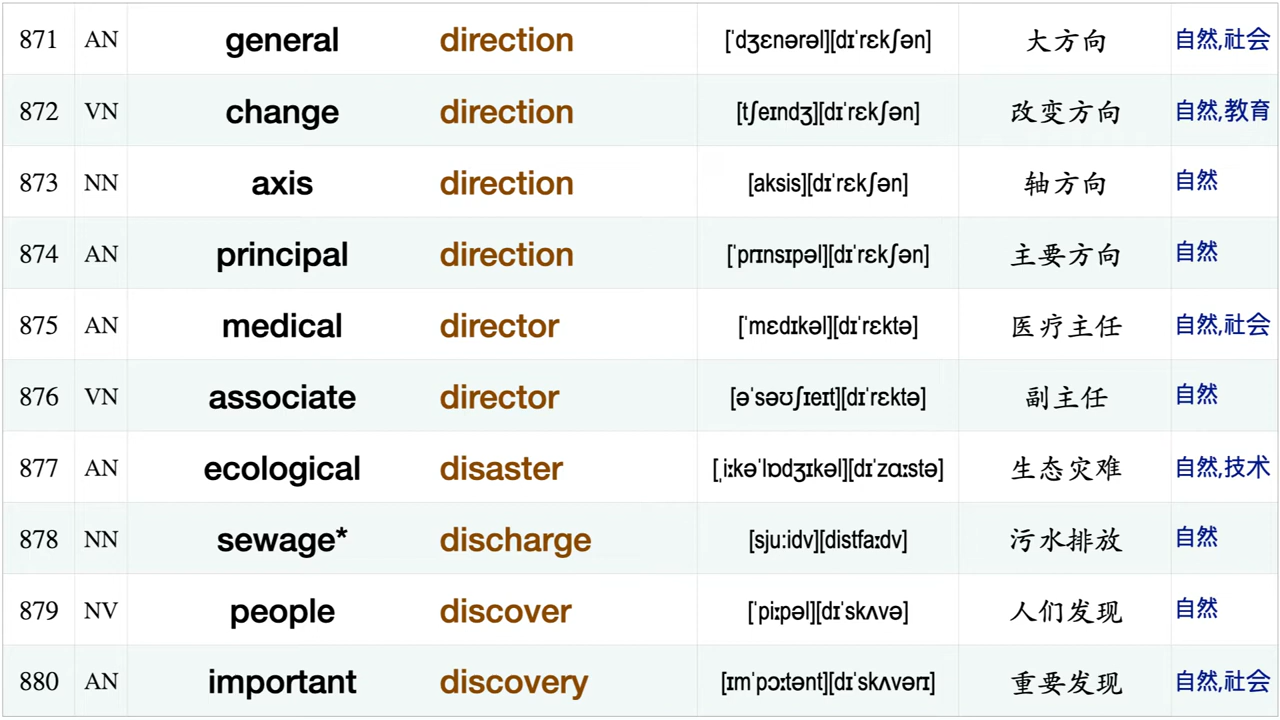 871 AN general direction [ˈdʒɛnərəl][dɪˈrɛkʃən] 大方向 自然,社会
872 VN change direction [tʃeɪndʒ][dɪˈrɛkʃən] 改变方向 自然,教育
873 NN axis direction [aksis][dɪˈrɛkʃən] 轴方向 自然
874 AN principal direction [ˈprɪnsɪpəl][dɪˈrɛkʃən] 主要方向 自然
875 AN medical director [ˈmɛdɪkəl][dɪˈrɛktə] 医疗主任 自然,社会
876 VN associate director [əˈsəʊʃɪeɪt][dɪˈrɛktə] 副主任 自然
877 AN ecological disaster [ˌiːkəˈlɒdʒɪkəl][dɪˈzɑːstə] 生态灾难 自然,技术
878 NN sewage* discharge [sju:idv][distfaːdv] 污水排放 自然
879 NV people discover [ˈpiːpəl][dɪˈskʌvə] 人们发现 自然
880 AN important discovery [ɪmˈpɔːtənt][dɪˈskʌvərɪ] 重要发现 自然,社会